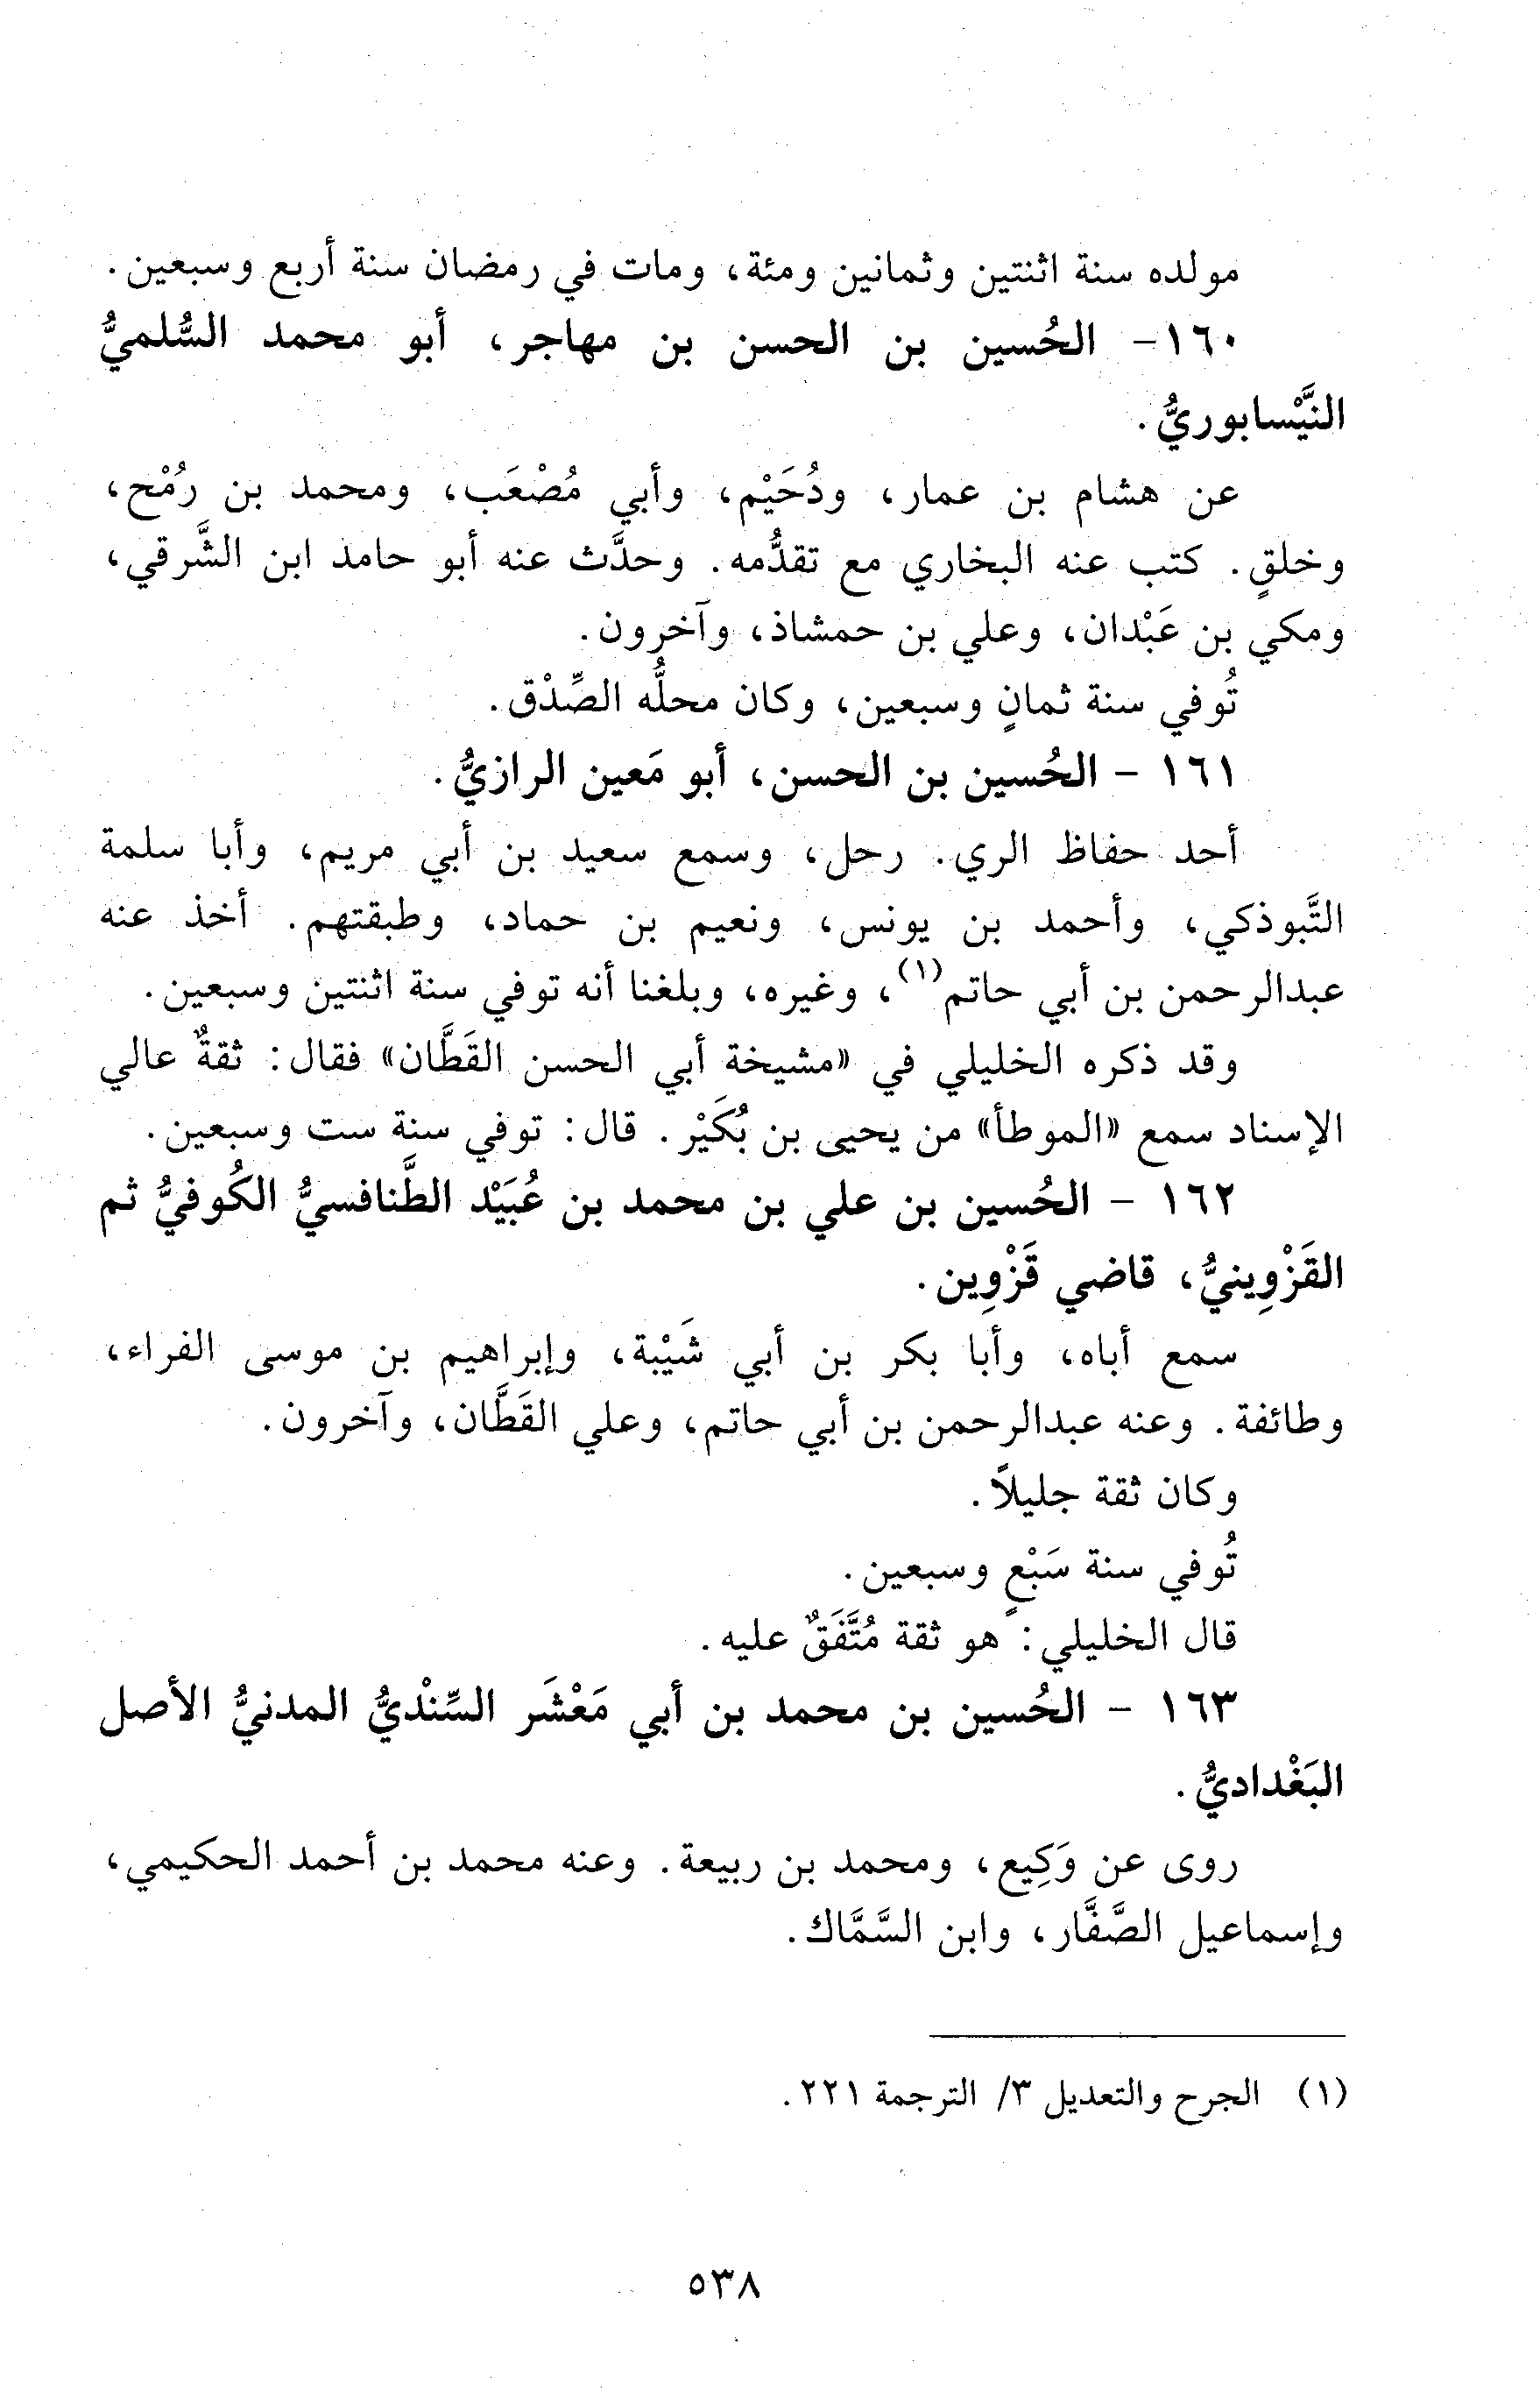 مولده سنة اثنتين وثمانين ومئة، ومات في رمضان سنة أربع وسبعين.
١٦٠- الحُسين بن الحسن بن مهاجر، أبو محمد السُّلميُّ
النَّيْسابوريُّ.
عن هشام بن عمار، ودُحَيْم، وأبي مُصْعَب، ومحمد بن رُمْح،
وخلقٍ. كتب عنه البخاري مع تقدُّمه. وحدَّث عنه أبو حامد ابن الشَّرقي،
ومكي بن عَبْدان، وعلي بن حمشاذ، وآخرون.
تُوفي سنة ثمانٍ وسبعين، وكان محلُّه الصِّدْق.
١٦١ - الحُسين بن الحسن، أبو مَعين الرازيُّ.
أحد حفاظ الري. رحل، وسمع سعيد بن أبي مريم، وأبا سلمة
التَّبوذكي، وأحمد بن يونس، ونعيم بن حماد، وطبقتهم. أخذ عنه
عبدالرحمن بن أبي حاتم(١)، وغيره، وبلغنا أنه توفي سنة اثنتين وسبعين.
وقد ذكره الخليلي في «مشيخة أبي الحسن القَطَّان» فقال: ثقةٌ عالي
الإسناد سمع «الموطأ» من يحيى بن بُكَيْر. قال: توفي سنة ست وسبعين.
١٦٢ - الحُسين بن علي بن محمد بن عُبَيْد الطَّنافسيُّ الكُوفيُّ ثم
القَزْوِينيُّ، قاضي قَزْوِين.
سمع أباه، وأبا بكر بن أبي شَيْبة، وإبراهيم بن موسى الفراء،
وطائفة. وعنه عبدالرحمن بن أبي حاتم، وعلي القَطَّان، وآخرون.
وكان ثقة جليلاً.
تُوفي سنة سَبْعٍ وسبعين.
قال الخليلي: هو ثقة مُتَّفَقٌ عليه.
١٦٣ - الحُسين بن محمد بن أبي مَعْشَر السِّنْديُّ المدنيُّ الأصل
البَغْداديُّ.
روى عن وَكِيع، ومحمد بن ربيعة. وعنه محمد بن أحمد الحكيمي،
وإسماعيل الصَّفَّار، وابن السَّمَّاك.
(١) الجرح والتعديل ٣/ الترجمة ٢٢١.
٥٣٨